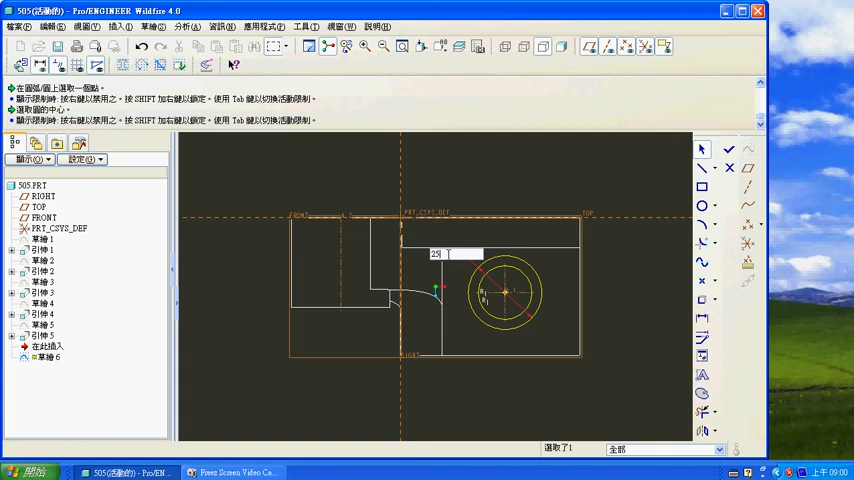 505(活動的) - Pro/ENGINEER Wildfire 4.0
檔案(F) 編輯(E) 視圖(V) 插入(I) 草繪(S) 分析(A) 資訊(N) 應用程式(P) 工具(T) 視窗(W) 說明(H)
在圓弧/圓上選取一個點。
顯示限制時: 按右鍵以禁用之。按 SHIFT 加右鍵以鎖定。使用 Tab 鍵以切換活動限制。
選取圓的中心。
顯示限制時: 按右鍵以禁用之。按 SHIFT 加右鍵以鎖定。使用 Tab 鍵以切換活動限制。
顯示(O) 設定(G)
505.PRT
RIGHT
TOP
FRONT
PRT_CSYS_DEF
草繪 1
引伸 1
草繪 2
引伸 2
草繪 3
引伸 3
草繪 4
引伸 4
草繪 5
引伸 5
在此插入
草繪 6
FRONT
PRT_CSYS_DEF
TOP
25
RIGHT
選取了1
全部
開始
505(活動的) - Pro/EN...
Frees Screen Video Ca...
上午 09:00